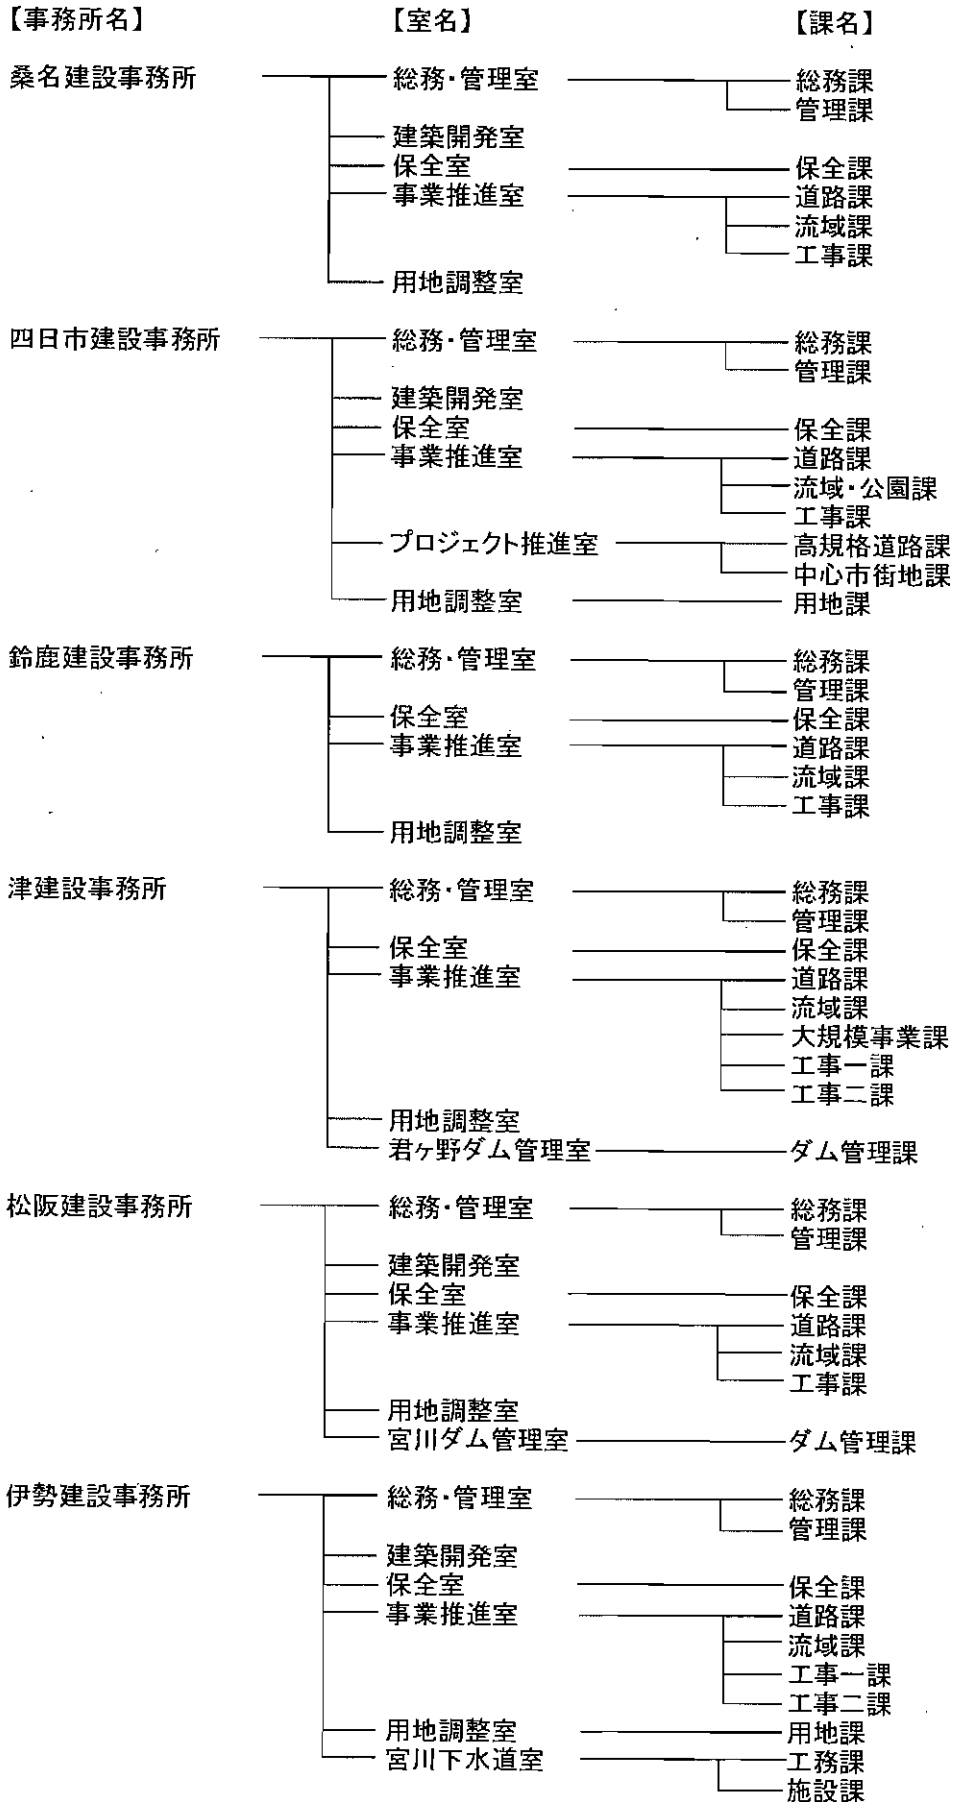 【事務所名】 【室名】 【課名】
桑名建設事務所 総務・管理室 総務課
管理課
建築開発室
保全室 保全課
事業推進室 道路課
流域課
工事課
用地調整室
四日市建設事務所 総務・管理室 総務課
管理課
建築開発室
保全室 保全課
事業推進室 道路課
流域・公園課
工事課
プロジェクト推進室 高規格道路課
中心市街地課
用地調整室 用地課
鈴鹿建設事務所 総務・管理室 総務課
管理課
保全室 保全課
事業推進室 道路課
流域課
工事課
用地調整室
津建設事務所 総務・管理室 総務課
管理課
保全室 保全課
事業推進室 道路課
流域課
大規模事業課
工事一課
工事二課
用地調整室
君ヶ野ダム管理室 ダム管理課
松阪建設事務所 総務・管理室 総務課
管理課
建築開発室
保全室 保全課
事業推進室 道路課
流域課
工事課
用地調整室
宮川ダム管理室 ダム管理課
伊勢建設事務所 総務・管理室 総務課
管理課
建築開発室
保全室 保全課
事業推進室 道路課
流域課
工事一課
工事二課
用地調整室 用地課
宮川下水道室 工務課
施設課